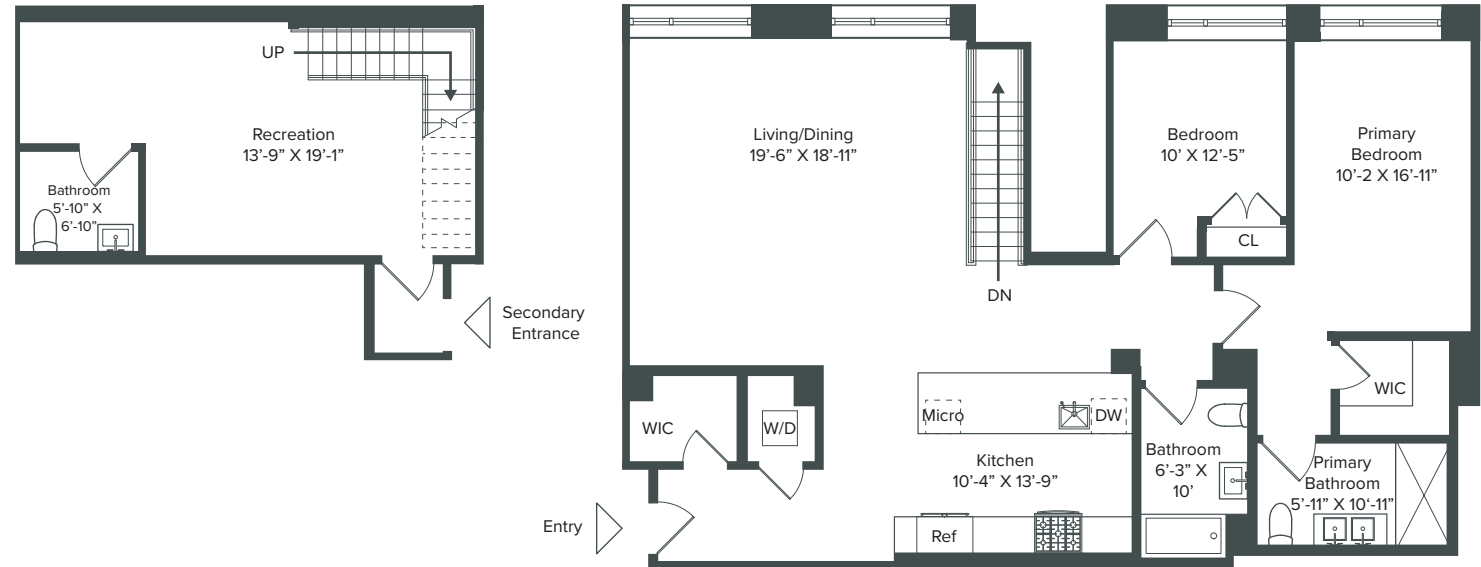 UP
Recreation
13’-9” X 19’-1”
Bathroom
5’-10” X
6’-10”
Secondary
Entrance
Living/Dining
19’-6” X 18’-11”
DN
Bedroom
10’ X 12’-5”
CL
Primary
Bedroom
10’-2 X 16’-11”
WIC
WIC
W/D
Micro
DW
Kitchen
10’-4” X 13’-9”
Ref
Entry
Bathroom
6’-3” X
10’
Primary
Bathroom
5’-11” X 10’-11”